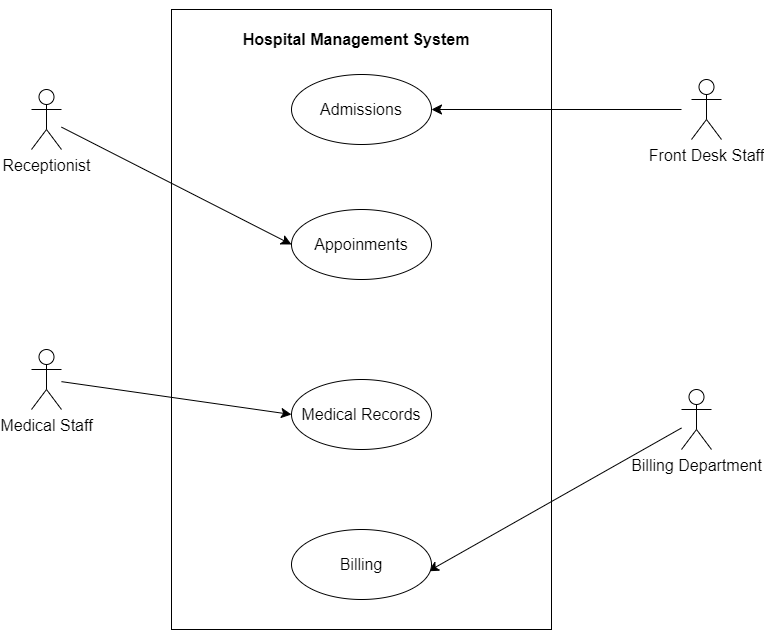 Hospital Management System
Admissions
Receptionist
Front Desk Staff
Appoinments
Medical Staff
Medical Records
Billing Department
Billing